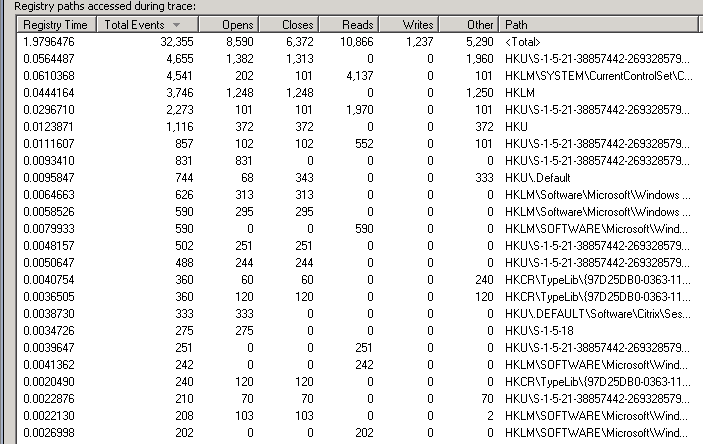 Registry paths accessed during trace:
Registry Time Total Events Opens Closes Reads Writes Other Path
1.9796476 32,355 8,590 6,372 10,866 1,237 5,290 <Total>
0.0564487 4,655 1,382 1,313 0 0 1,960 HKU\S-1-5-21-38857442-269328579...
0.0610368 4,541 202 101 4,137 0 101 HKLM\SYSTEM\CurrentControlSet\C...
0.0444164 3,746 1,248 1,248 0 0 1,250 HKLM
0.0296710 2,273 101 101 1,970 0 101 HKU\S-1-5-21-38857442-269328579...
0.0123871 1,116 372 372 0 0 372 HKU
0.0111607 857 102 102 552 0 101 HKU\S-1-5-21-38857442-269328579...
0.0093410 831 831 0 0 0 0 HKU\S-1-5-21-38857442-269328579...
0.0095847 744 68 343 0 0 333 HKU\.Default
0.0064663 626 313 313 0 0 0 HKLM\Software\Microsoft\Windows ...
0.0058526 590 295 295 0 0 0 HKLM\Software\Microsoft\Windows ...
0.0079933 590 0 0 590 0 0 HKLM\SOFTWARE\Microsoft\Wind...
0.0048157 502 251 251 0 0 0 HKU\S-1-5-21-38857442-269328579...
0.0050647 488 244 244 0 0 0 HKU\S-1-5-21-38857442-269328579...
0.0040754 360 60 60 0 0 240 HKCR\TypeLib\{97D25DB0-0363-11...
0.0036505 360 120 120 0 0 120 HKCR\TypeLib\{97D25DB0-0363-11...
0.0038730 333 333 0 0 0 0 HKU\.DEFAULT\Software\Citrix\Ses...
0.0034726 275 275 0 0 0 0 HKU\S-1-5-18
0.0039647 251 0 0 251 0 0 HKU\S-1-5-21-38857442-269328579...
0.0041362 242 0 0 242 0 0 HKLM\SOFTWARE\Microsoft\Wind...
0.0020490 240 120 120 0 0 0 HKCR\TypeLib\{97D25DB0-0363-11...
0.0022876 210 70 70 0 0 70 HKU\S-1-5-21-38857442-269328579...
0.0022130 208 103 103 0 0 2 HKLM\SOFTWARE\Microsoft\Wind...
0.0026998 202 0 0 202 0 0 HKLM\SOFTWARE\Microsoft\Wind...